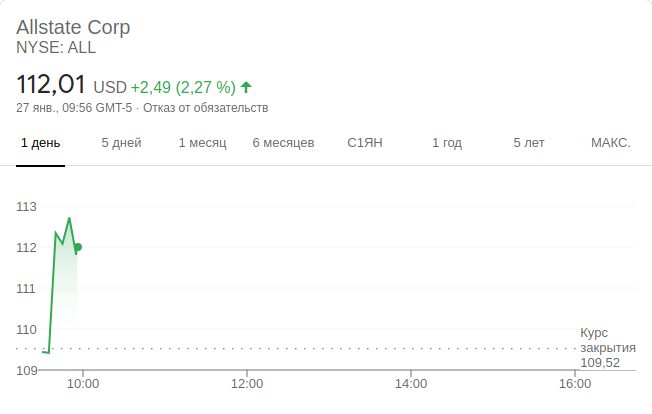 Allstate Corp
NYSE: ALL
112,01 USD +2,49 (2,27 %)
27 янв., 09:56 GMT-5 · Отказ от обязательств
1 день 5 дней 1 месяц 6 месяцев С1ЯН 1 год 5 лет МАКС.
113
112
111
110
109
Курс
закрытия
109,52
10:00 12:00 14:00 16:00